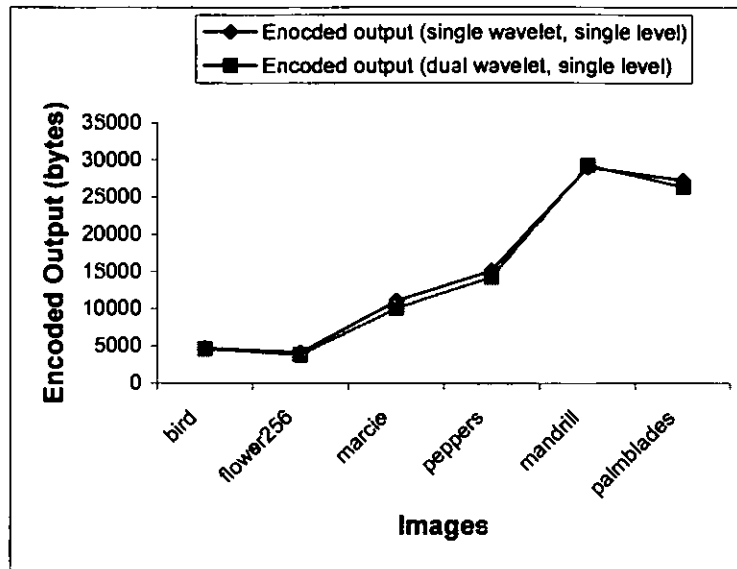 Enocded output (single wavelet, single level)
Encoded output (dual wavelet, single level)
Encoded Output (bytes)
35000
30000
25000
20000
15000
10000
5000
0
bird
flower256
marcie
peppers
mandrill
palmblades
Images